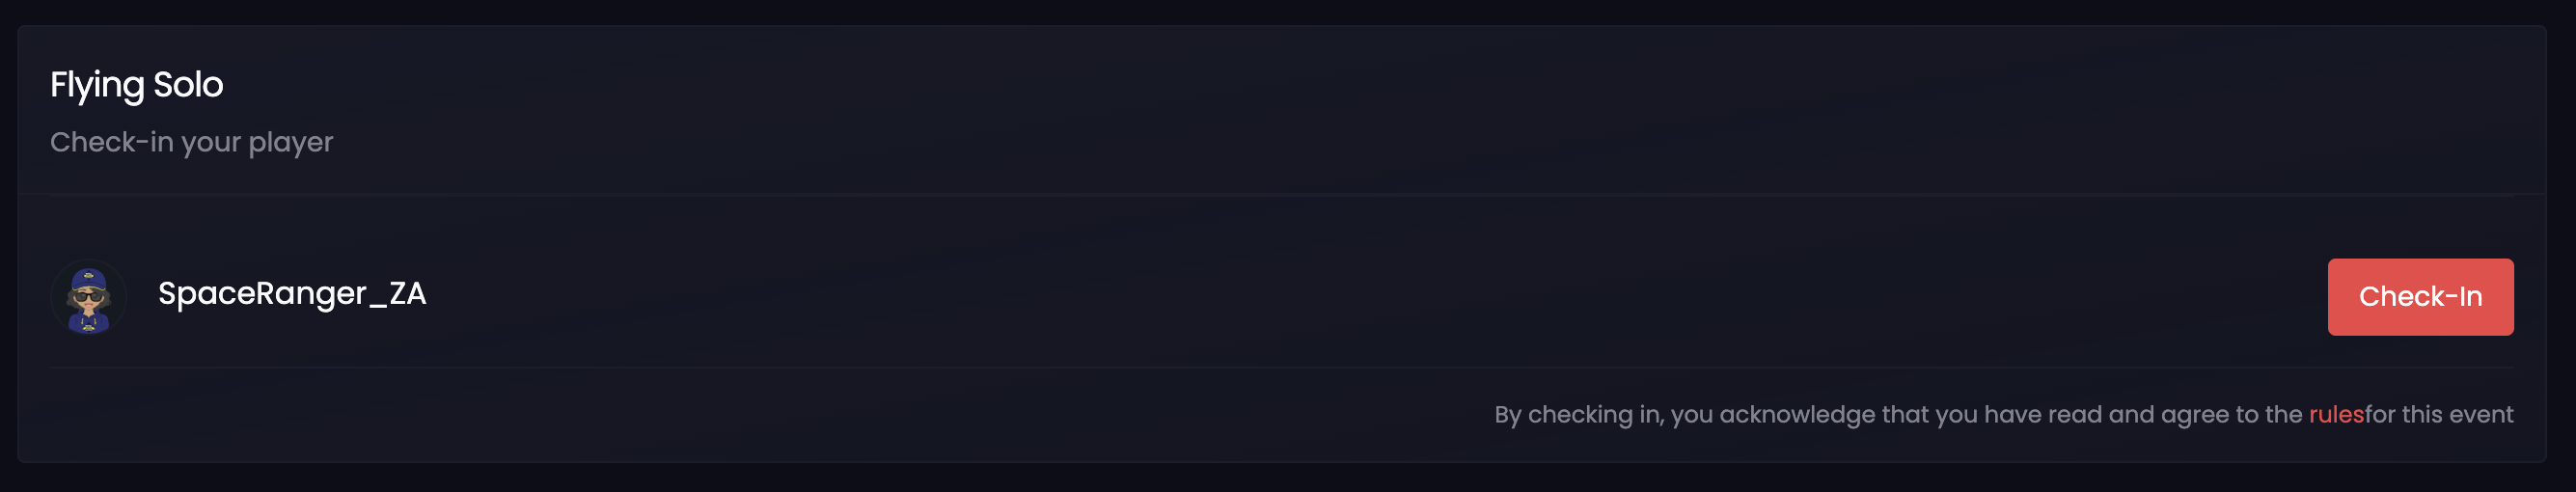 Flying Solo
Check-in your player
SpaceRanger_ZA
Check-In
By checking in, you acknowledge that you have read and agree to the rulesfor this event